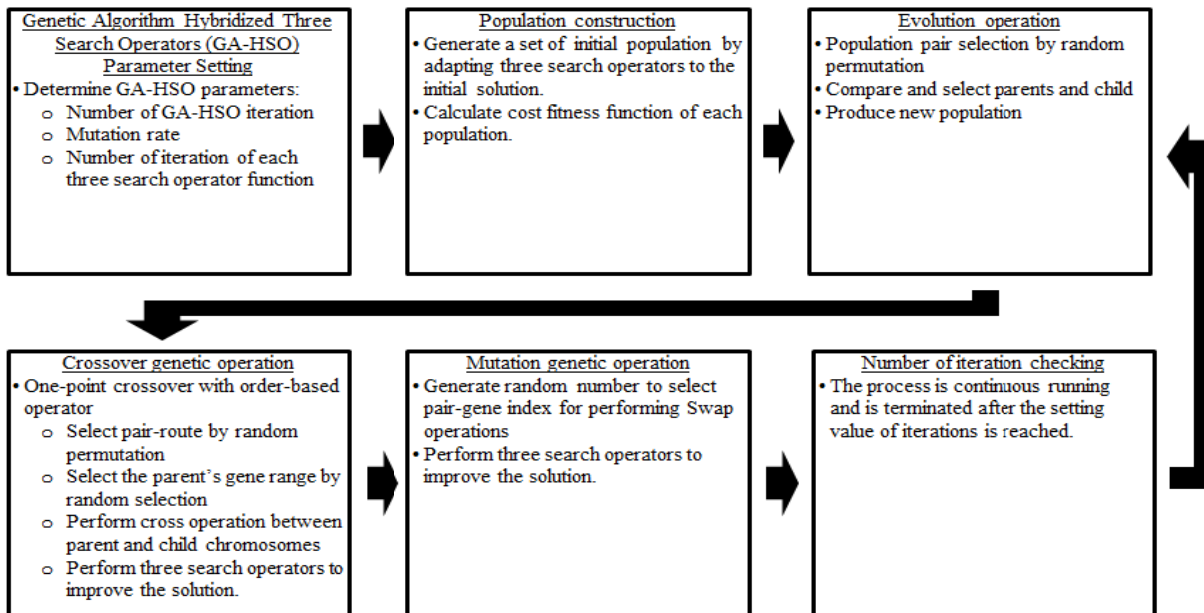 Genetic Algorithm Hybridized Three
Search Operators (GA-HSO)
Parameter Setting
• Determine GA-HSO parameters:
o Number of GA-HSO iteration
o Mutation rate
o Number of iteration of each
three search operator function
Population construction
• Generate a set of initial population by
adapting three search operators to the
initial solution.
• Calculate cost fitness function of each
population.
Evolution operation
• Population pair selection by random
permutation
• Compare and select parents and child
• Produce new population
Crossover genetic operation
• One-point crossover with order-based
operator
o Select pair-route by random
permutation
o Select the parent’s gene range by
random selection
o Perform cross operation between
parent and child chromosomes
o Perform three search operators to
improve the solution.
Mutation genetic operation
• Generate random number to select
pair-gene index for performing Swap
operations
• Perform three search operators to
improve the solution.
Number of iteration checking
• The process is continuous running
and is terminated after the setting
value of iterations is reached.